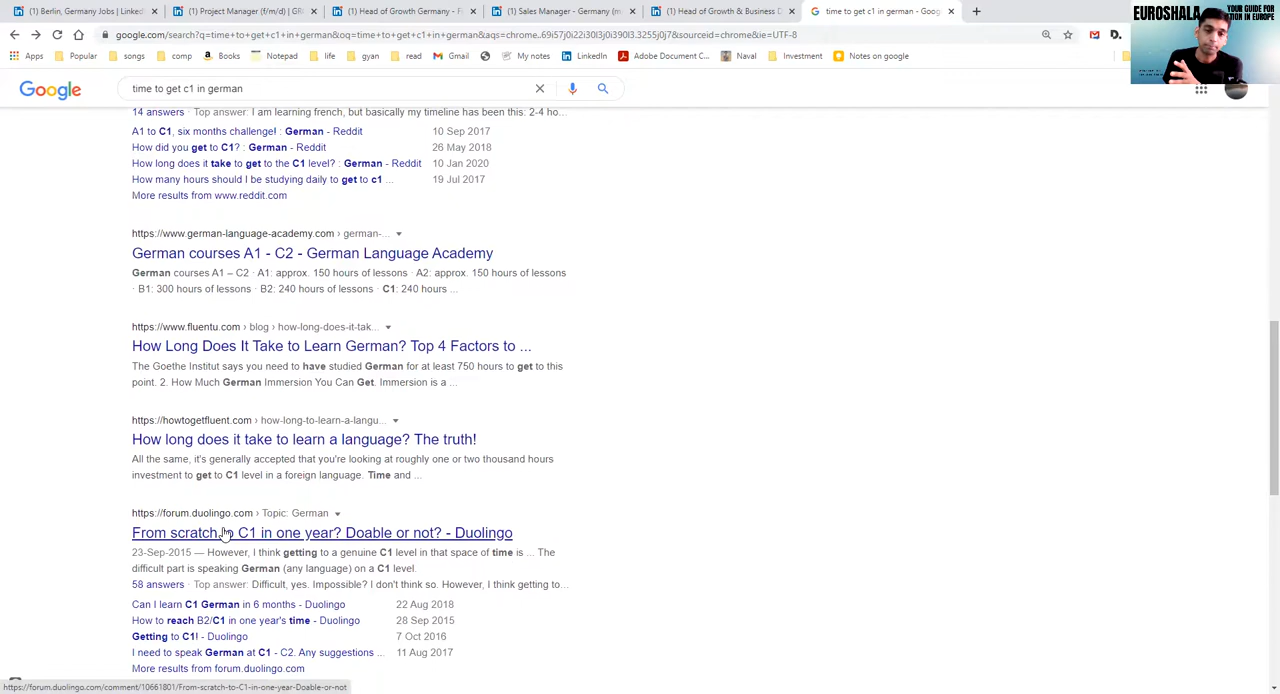 (1) Berlin, Germany Jobs | Linked
(1) Project Manager (f/m/d) | GR
(1) Head of Growth Germany - F
(1) Sales Manager - Germany (m
(1) Head of Growth & Business D
time to get c1 in german - Goog
EUROSHALA
YOUR GUIDE FOR
ION IN EUROPE
google.com/search?q=time+to+get+c1+in+german&oq=time+to+get+c1+in+german&aqs=chrome..69i57j0i22i30l3j0i390l3.3255j0j7&sourceid=chrome&ie=UTF-8
Apps Popular songs comp Books Notepad life gyan read Gmail My notes LinkedIn Adobe Document C... Naval Investment Notes on google
Google
time to get c1 in german
14 answers · Top answer: I am learning french, but basically my timeline has been this: 2-4 ho...
A1 to C1, six months challenge! : German - Reddit 10 Sep 2017
How did you get to C1? : German - Reddit 26 May 2018
How long does it take to get to the C1 level? : German - Reddit 10 Jan 2020
How many hours should I be studying daily to get to c1 ... 19 Jul 2017
More results from www.reddit.com
https://www.german-language-academy.com › german-...
German courses A1 - C2 - German Language Academy
German courses A1 – C2 · A1: approx. 150 hours of lessons · A2: approx. 150 hours of lessons
· B1: 300 hours of lessons · B2: 240 hours of lessons · C1: 240 hours ...
https://www.fluentu.com › blog › how-long-does-it-tak...
How Long Does It Take to Learn German? Top 4 Factors to ...
The Goethe Institut says you need to have studied German for at least 750 hours to get to this
point. 2. How Much German Immersion You Can Get. Immersion is a ...
https://howtogetfluent.com › how-long-to-learn-a-langu...
How long does it take to learn a language? The truth!
All the same, it's generally accepted that you're looking at roughly one or two thousand hours
investment to get to C1 level in a foreign language. Time and ...
https://forum.duolingo.com › Topic: German
From scratch to C1 in one year? Doable or not? - Duolingo
23-Sep-2015 — However, I think getting to a genuine C1 level in that space of time is ... The
difficult part is speaking German (any language) on a C1 level.
58 answers · Top answer: Difficult, yes. Impossible? I don't think so. However, I think getting to...
Can I learn C1 German in 6 months - Duolingo 22 Aug 2018
How to reach B2/C1 in one year's time - Duolingo 28 Sep 2015
Getting to C1! - Duolingo 7 Oct 2016
I need to speak German at C1 - C2. Any suggestions ... 11 Aug 2017
More results from forum.duolingo.com
https://forum.duolingo.com/comment/10661801/From-scratch-to-C1-in-one-year-Doable-or-not